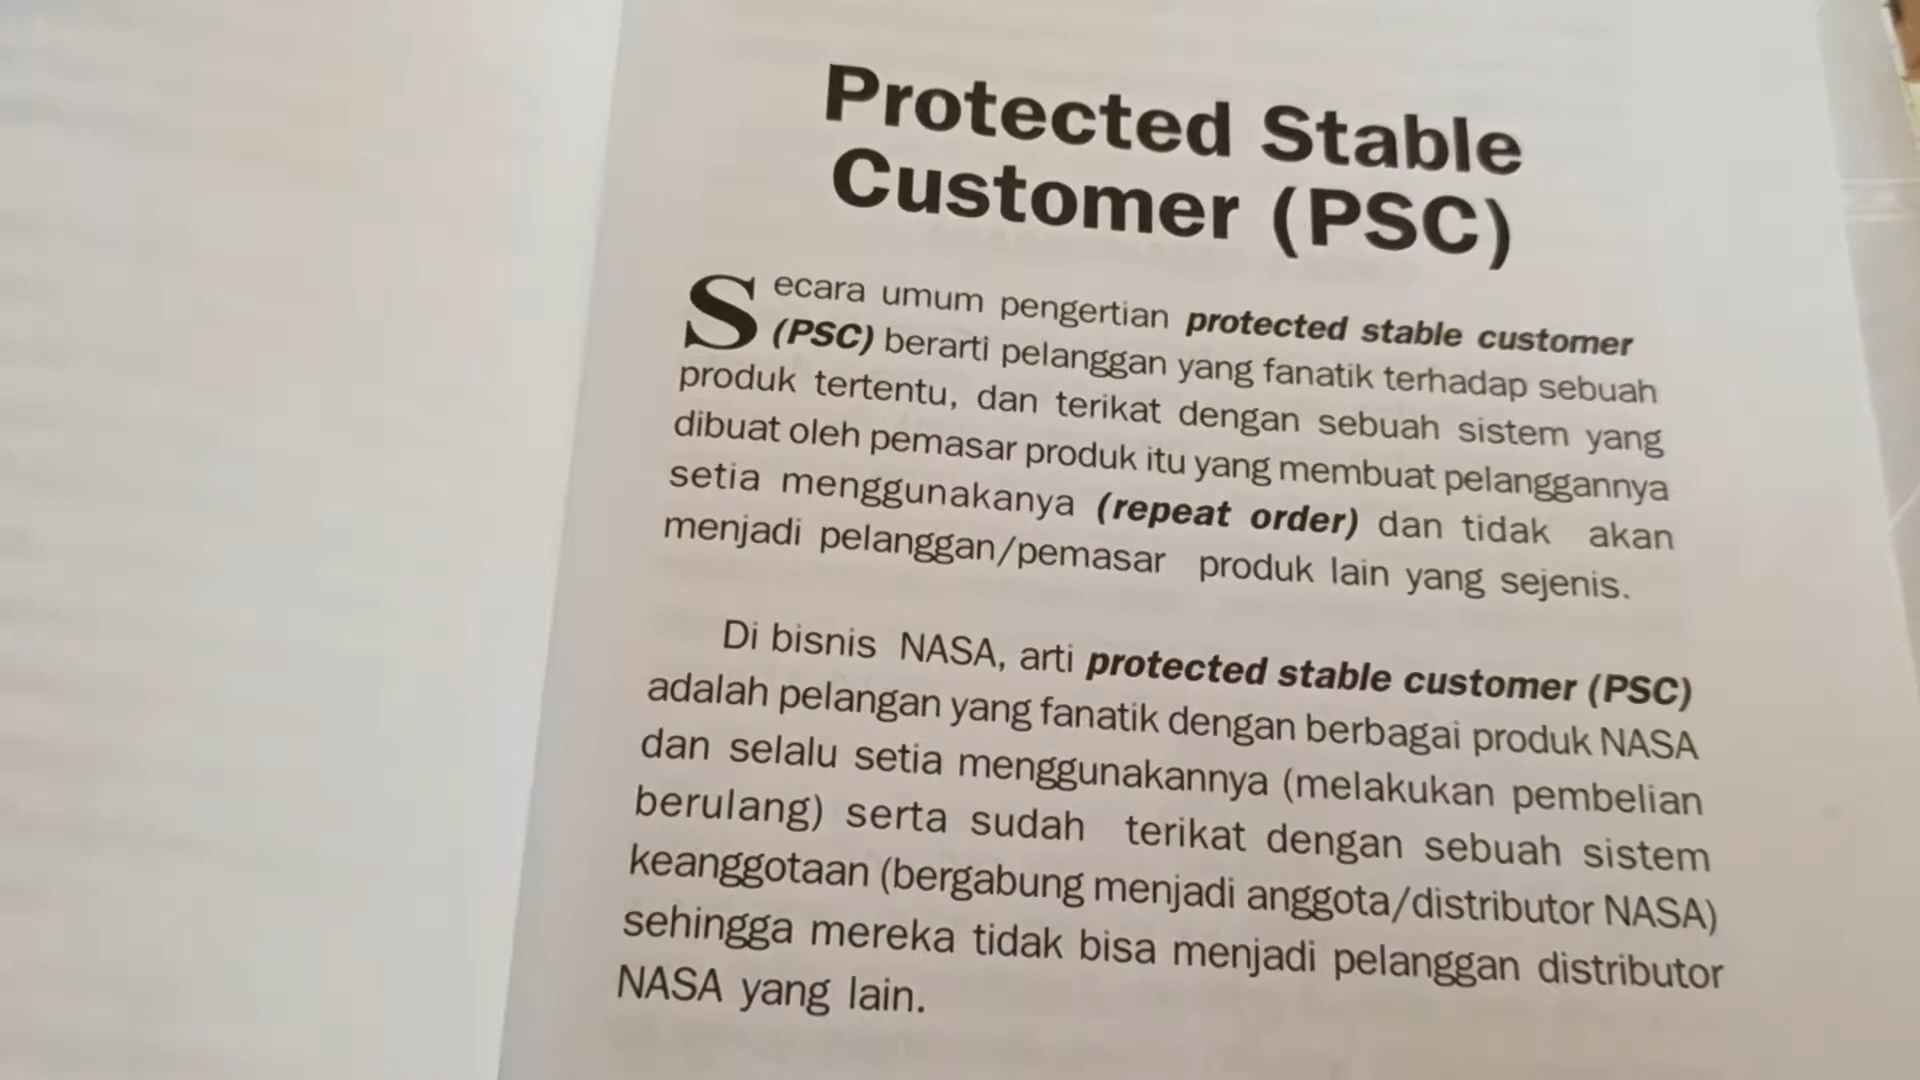 Protected Stable
Customer (PSC)
Secara umum pengertian protected stable customer
(PSC) berarti pelanggan yang fanatik terhadap sebuah
produk tertentu, dan terikat dengan sebuah sistem yang
dibuat oleh pemasar produk itu yang membuat pelanggannya
setia menggunakanya (repeat order) dan tidak akan
menjadi pelanggan/pemasar produk lain yang sejenis.
Di bisnis NASA, arti protected stable customer (PSC)
adalah pelangan yang fanatik dengan berbagai produk NASA
dan selalu setia menggunakannya (melakukan pembelian
berulang) serta sudah terikat dengan sebuah sistem
keanggotaan (bergabung menjadi anggota/distributor NASA)
sehingga mereka tidak bisa menjadi pelanggan distributor
NASA yang lain.